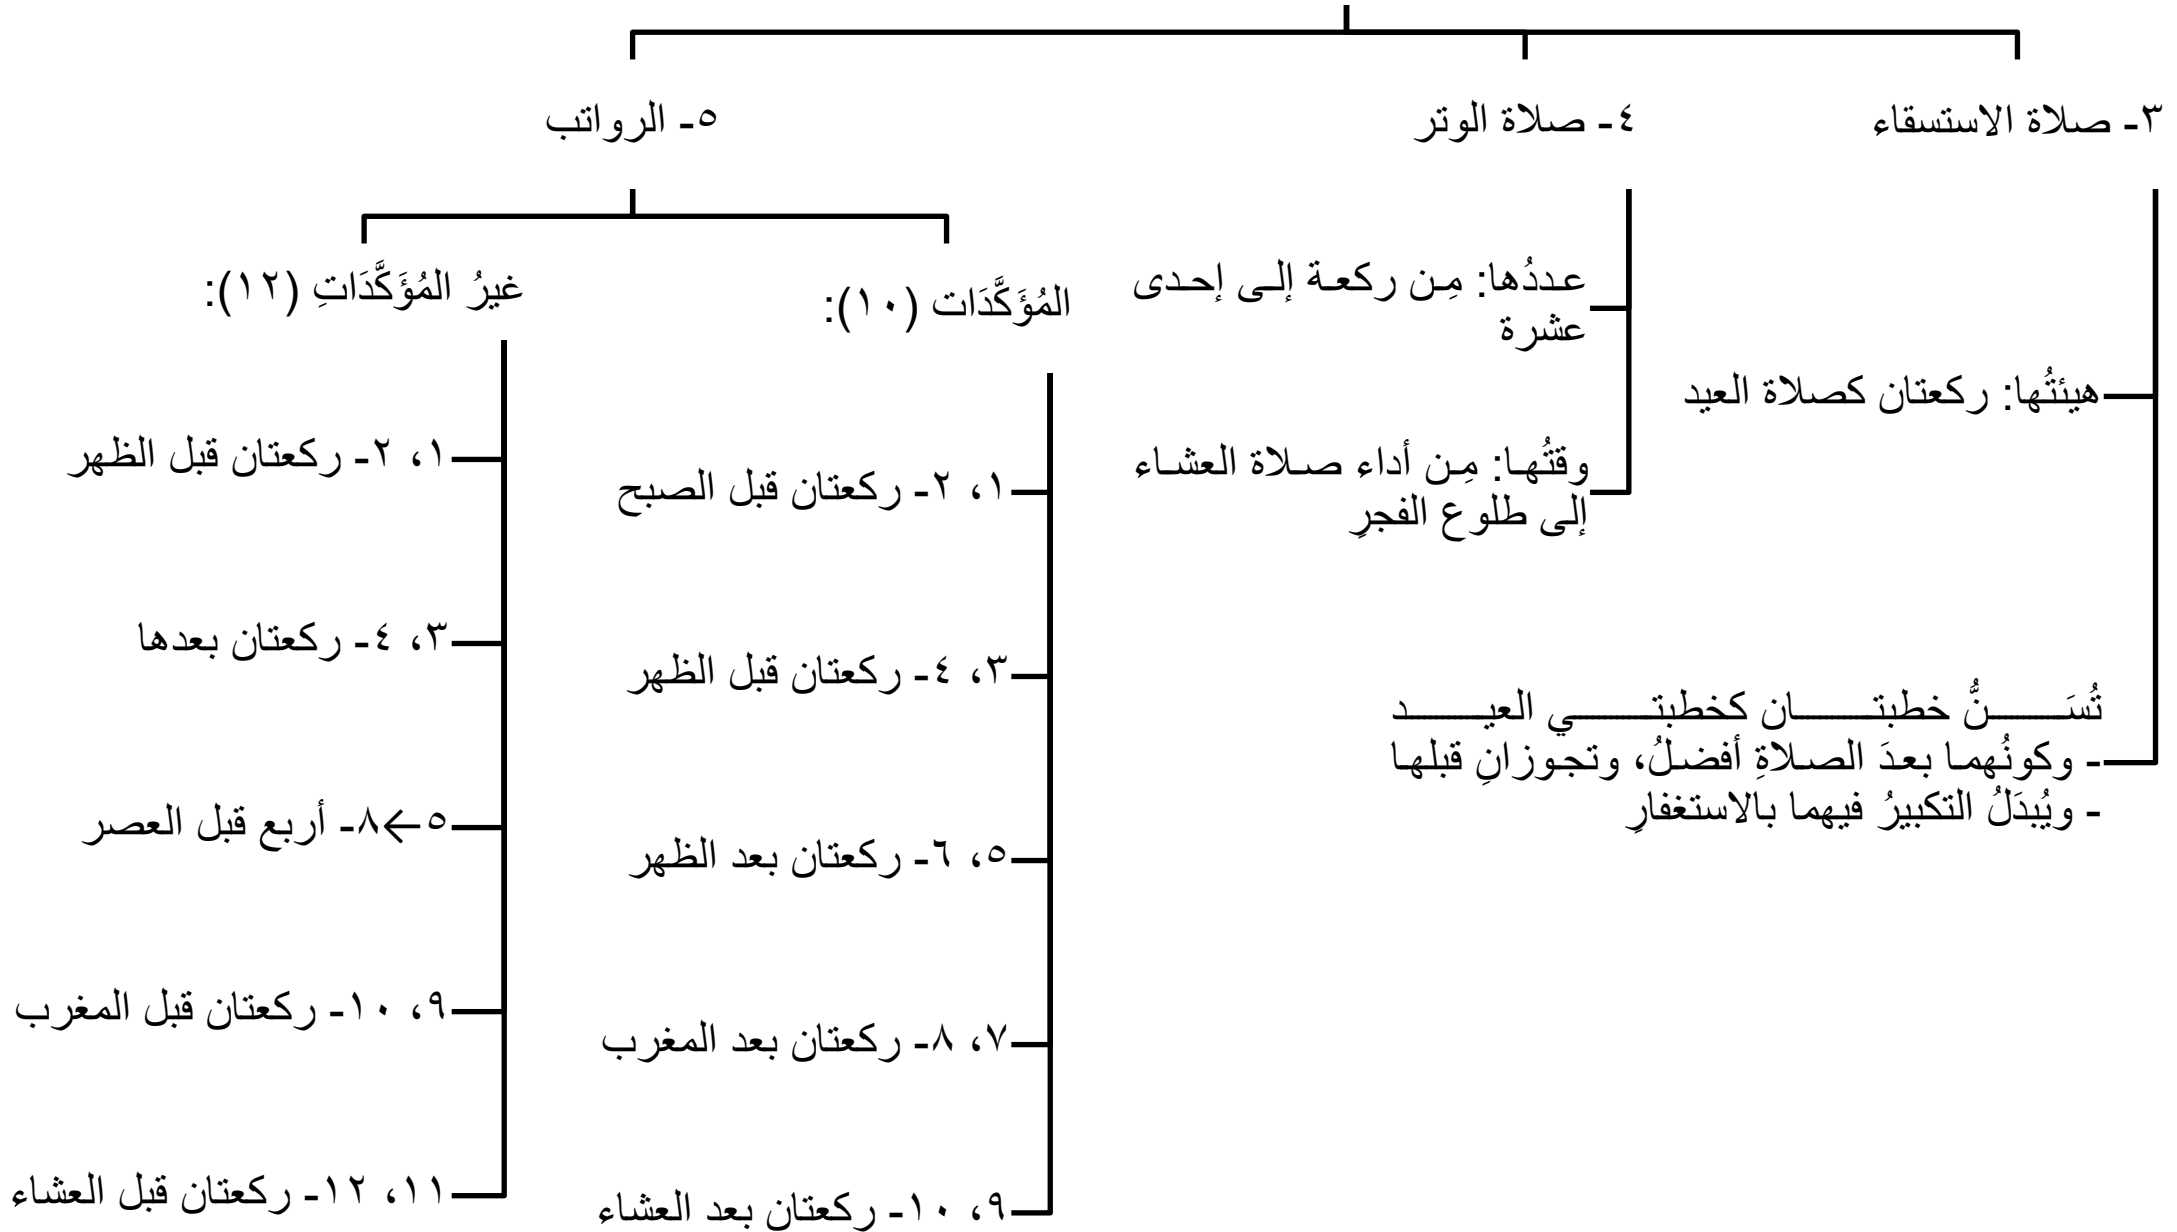 ٣- صلاة الاستسقاء
هيئتُها: ركعتان كصلاة العيد
تُسَنُّ خطبتان كخطبتي العيد
- وكونُهما بعدَ الصلاةِ أفضلُ، وتجوزانِ قبلها
- ويُبدَلُ التكبيرُ فيهما بالاستغفارِ
٤- صلاة الوتر
عددُها: مِن ركعة إلى إحدى
عشرة
وقتُها: مِن أداء صلاة العشاء
إلى طلوع الفجرِ
٥- الرواتب
المُؤَكَّدَات (١٠):
١، ٢- ركعتان قبل الصبح
٣، ٤- ركعتان قبل الظهر
٥، ٦- ركعتان بعد الظهر
٧، ٨- ركعتان بعد المغرب
٩، ١٠- ركعتان بعد العشاء
غيرُ المُؤَكَّدَاتِ (١٢):
١، ٢- ركعتان قبل الظهر
٣، ٤- ركعتان بعدها
٥←٨- أربع قبل العصر
٩، ١٠- ركعتان قبل المغرب
١١، ١٢- ركعتان قبل العشاء